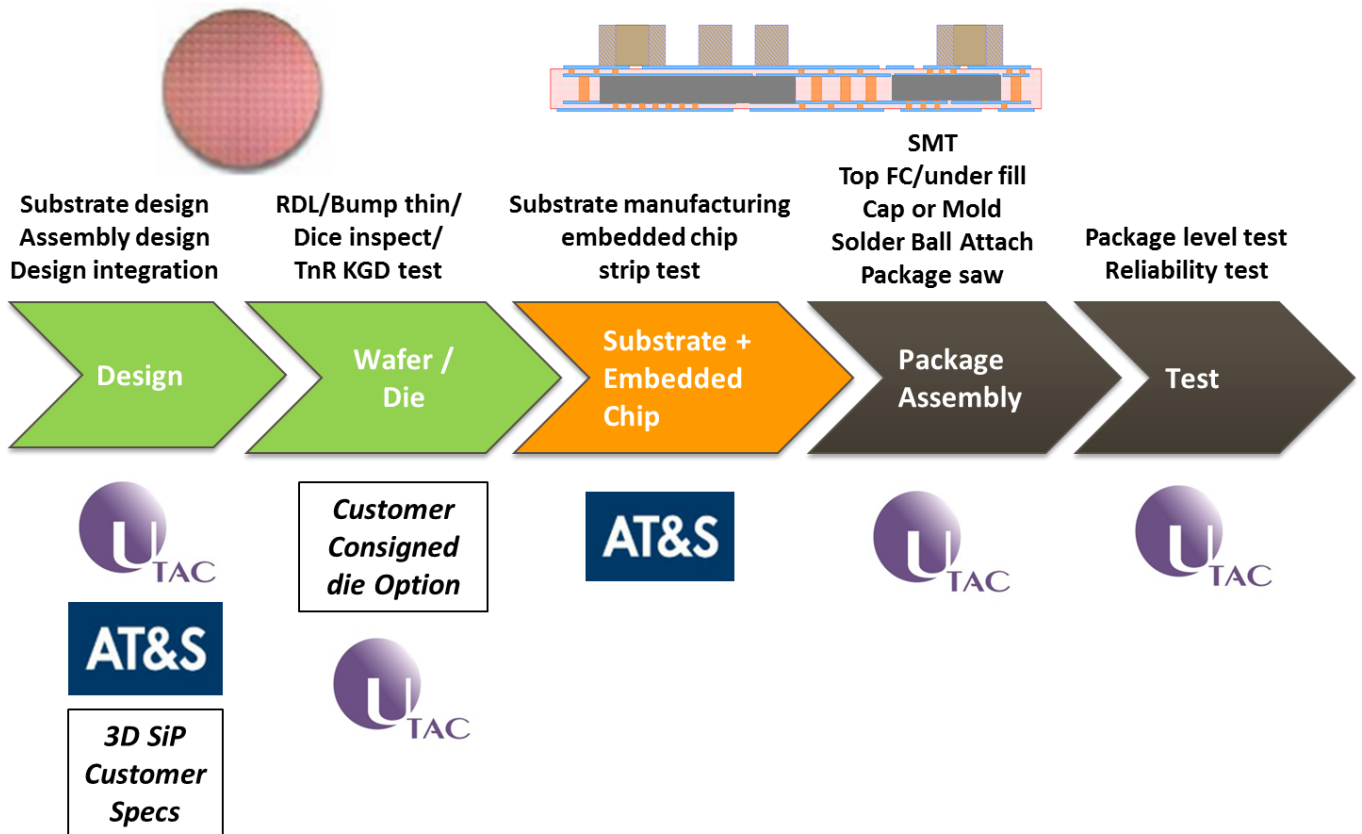 Substrate design
Assembly design
Design integration
RDL/Bump thin/
Dice inspect/
TnR KGD test
Substrate manufacturing
embedded chip
strip test
SMT
Top FC/under fill
Cap or Mold
Solder Ball Attach
Package saw
Package level test
Reliability test
Design
Wafer /
Die
Substrate +
Embedded
Chip
Package
Assembly
Test
UTAC
AT&S
3D SiP
Customer
Specs
Customer
Consigned
die Option
UTAC
AT&S
UTAC
UTAC